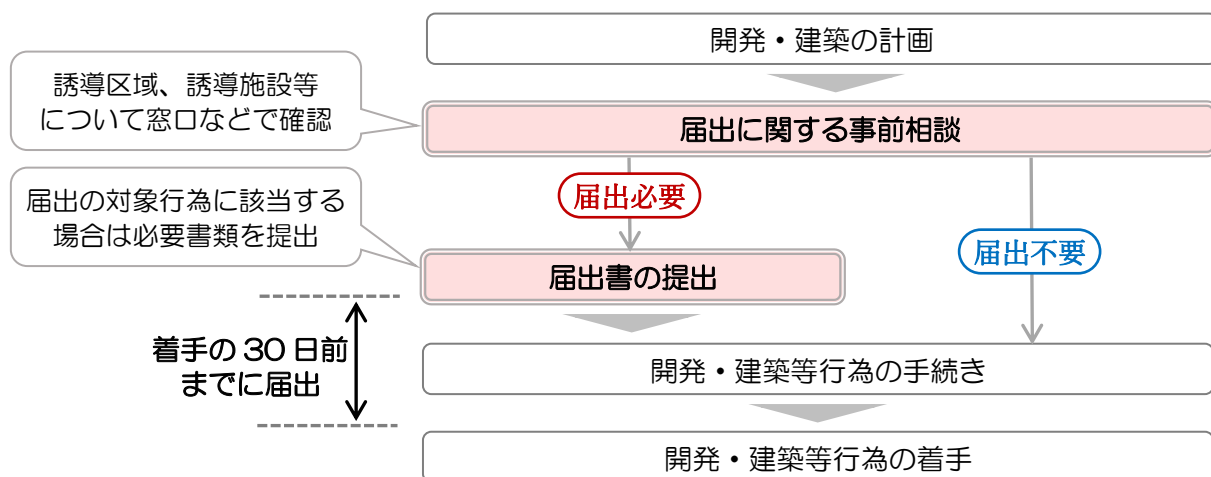 開発・建築の計画
誘導区域、誘導施設等
について窓口などで確認
届出に関する事前相談
届出必要
届出不要
届出の対象行為に該当する
場合は必要書類を提出
届出書の提出
着手の30日前
までに届出
開発・建築等行為の手続き
開発・建築等行為の着手